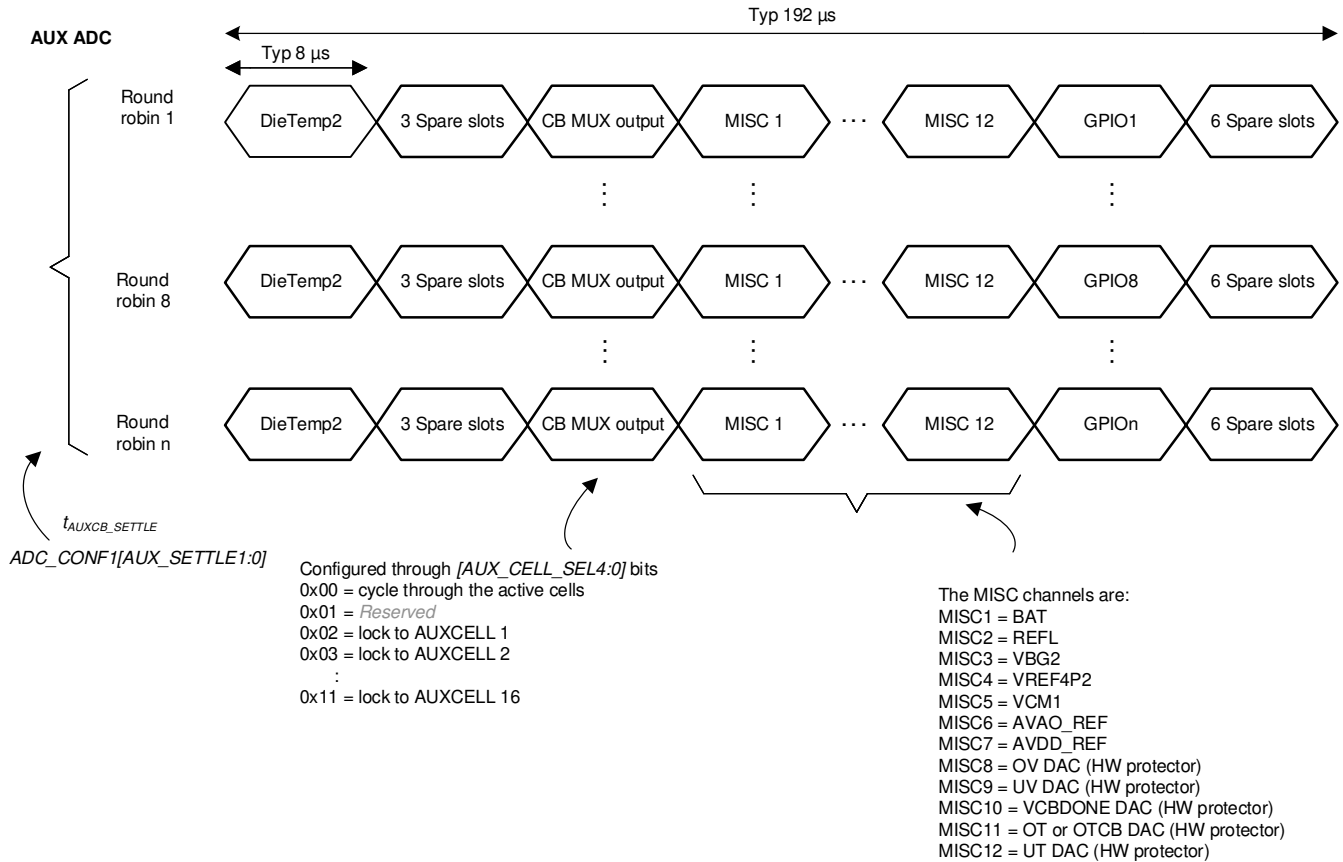 Typ 192 µs
AUX ADC
Typ 8 µs
Round
robin 1
DieTemp2
3 Spare slots
CB MUX output
MISC 1
· · ·
MISC 12
GPIO1
6 Spare slots
Round
robin 8
DieTemp2
3 Spare slots
CB MUX output
MISC 1
· · ·
MISC 12
GPIO8
6 Spare slots
Round
robin n
DieTemp2
3 Spare slots
CB MUX output
MISC 1
· · ·
MISC 12
GPIOn
6 Spare slots
tAUXCB_SETTLE
ADC_CONF1[AUX_SETTLE1:0]
Configured through [AUX_CELL_SEL4:0] bits
0x00 = cycle through the active cells
0x01 = Reserved
0x02 = lock to AUXCELL 1
0x03 = lock to AUXCELL 2
:
0x11 = lock to AUXCELL 16
The MISC channels are:
MISC1 = BAT
MISC2 = REFL
MISC3 = VBG2
MISC4 = VREF4P2
MISC5 = VCM1
MISC6 = AVAO_REF
MISC7 = AVDD_REF
MISC8 = OV DAC (HW protector)
MISC9 = UV DAC (HW protector)
MISC10 = VCBDONE DAC (HW protector)
MISC11 = OT or OTCB DAC (HW protector)
MISC12 = UT DAC (HW protector)